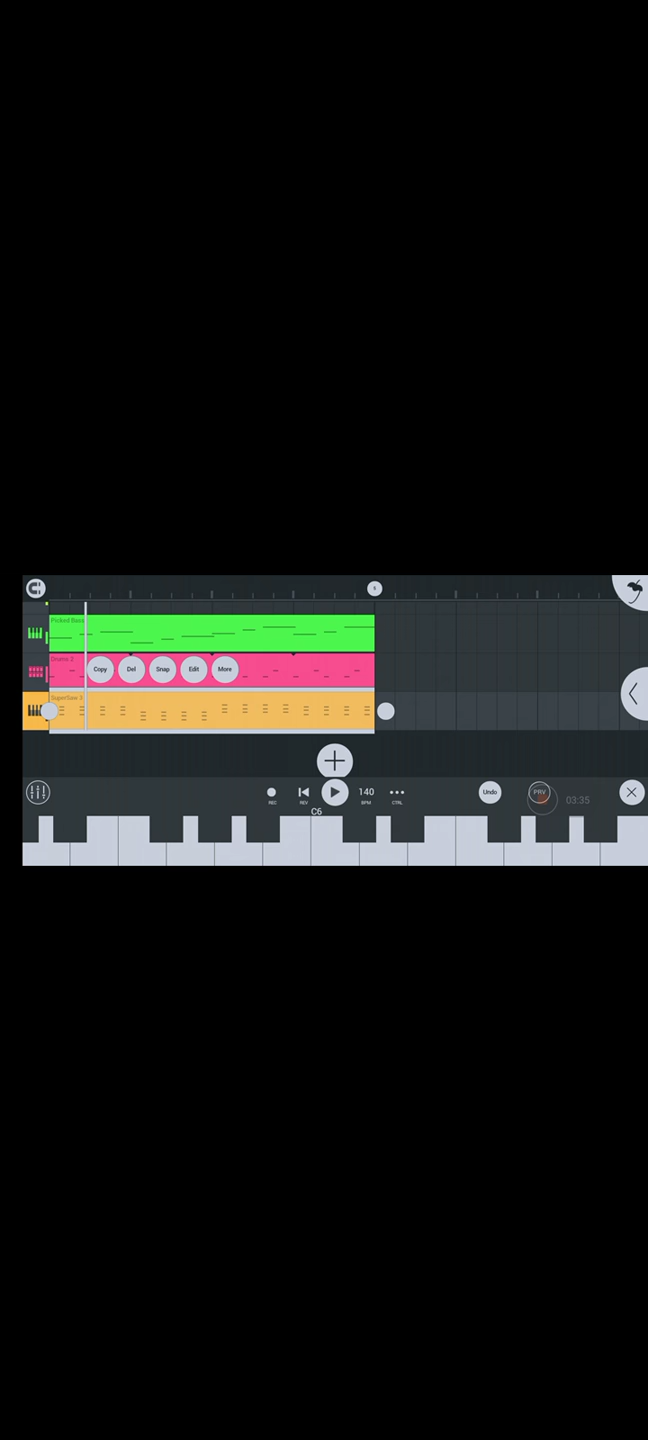 Picked Bass
Drums 2
Copy Del Snap Edit More
SuperSaw 3
140
Undo
PRV
03:35
REC REV BPM CTRL
C6